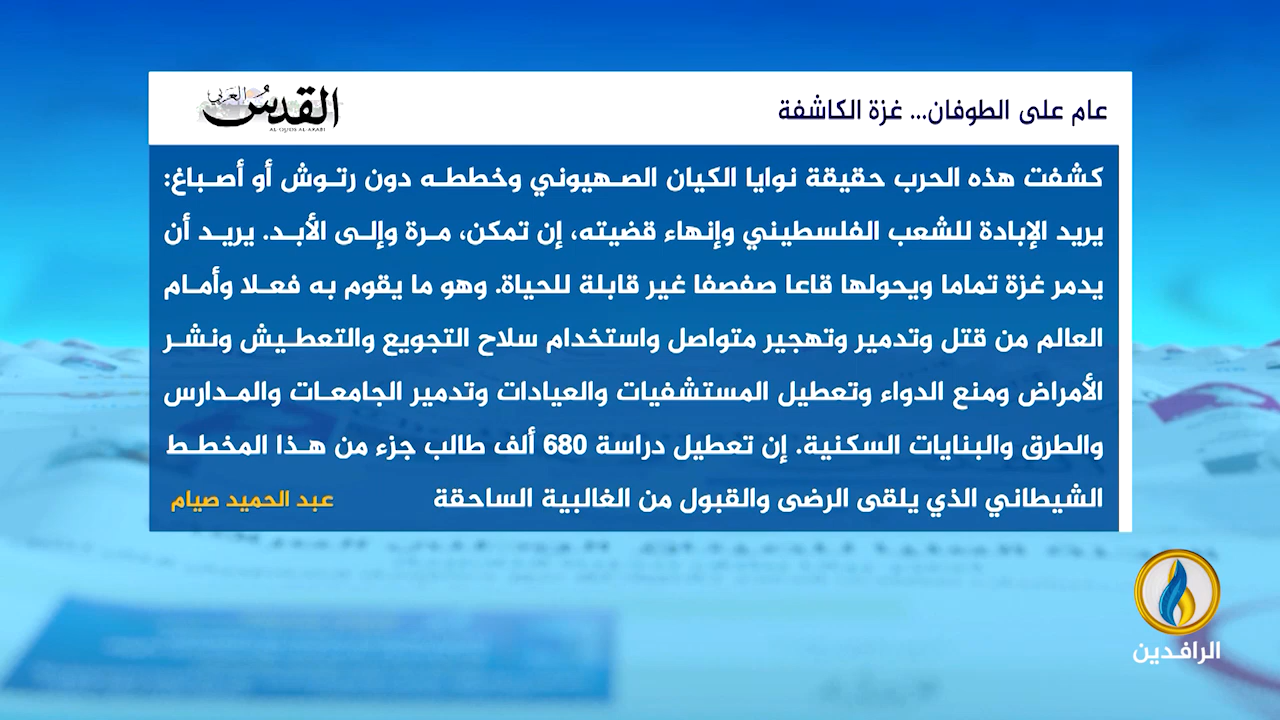 عام على الطوفان... غزة الكاشفة
القدس العربي
AL-QUDS AL-ARABI
كشفت هذه الحرب حقيقة نوايا الكيان الصهيوني وخططه دون رتوش أو أصباغ:
يريد الإبادة للشعب الفلسطيني وإنهاء قضيته، إن تمكن، مرة وإلى الأبد. يريد أن
يدمر غزة تماما ويحولها قاعا صفصفا غير قابلة للحياة. وهو ما يقوم به فعلا وأمام
العالم من قتل وتدمير وتهجير متواصل واستخدام سلاح التجويع والتعطيش ونشر
الأمراض ومنع الدواء وتعطيل المستشفيات والعيادات وتدمير الجامعات والمدارس
والطرق والبنايات السكنية. إن تعطيل دراسة 680 ألف طالب جزء من هذا المخطط
الشيطاني الذي يلقى الرضى والقبول من الغالبية الساحقة
عبد الحميد صيام
الرافدين